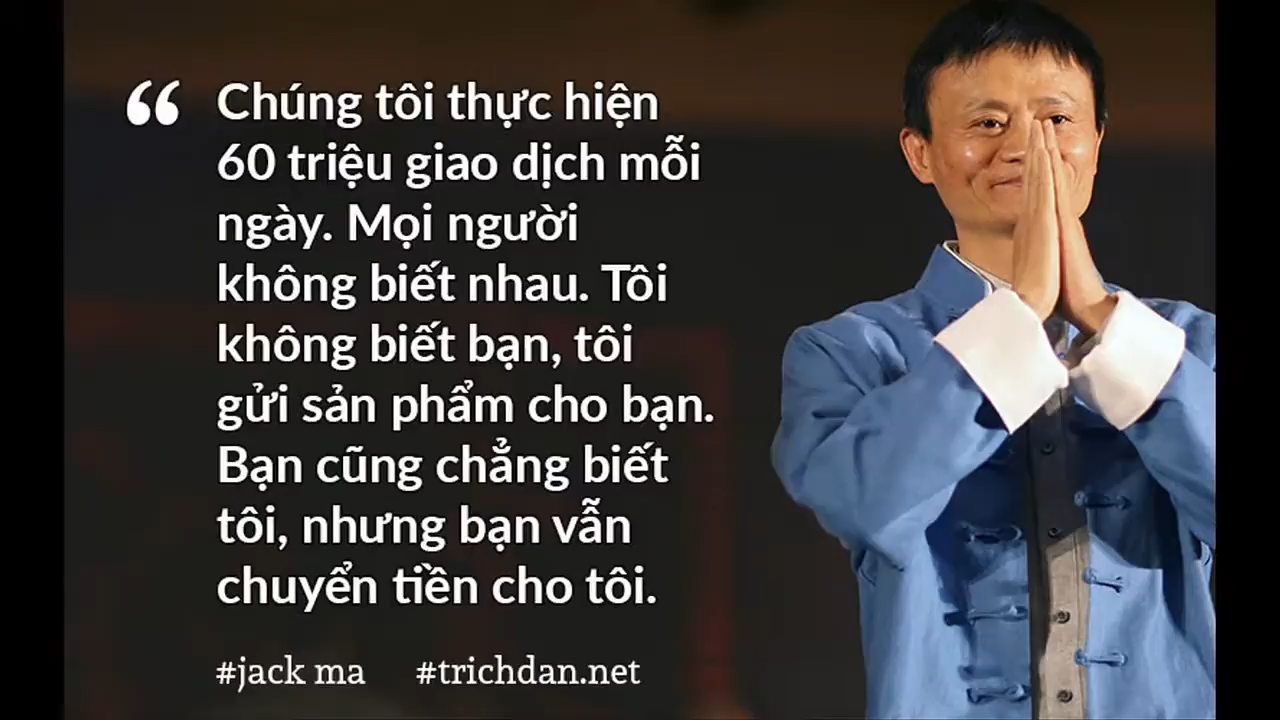 “ Chúng tôi thực hiện
60 triệu giao dịch mỗi
ngày. Mọi người
không biết nhau. Tôi
không biết bạn, tôi
gửi sản phẩm cho bạn.
Bạn cũng chẳng biết
tôi, nhưng bạn vẫn
chuyển tiền cho tôi.
#jack ma #trichdan.net